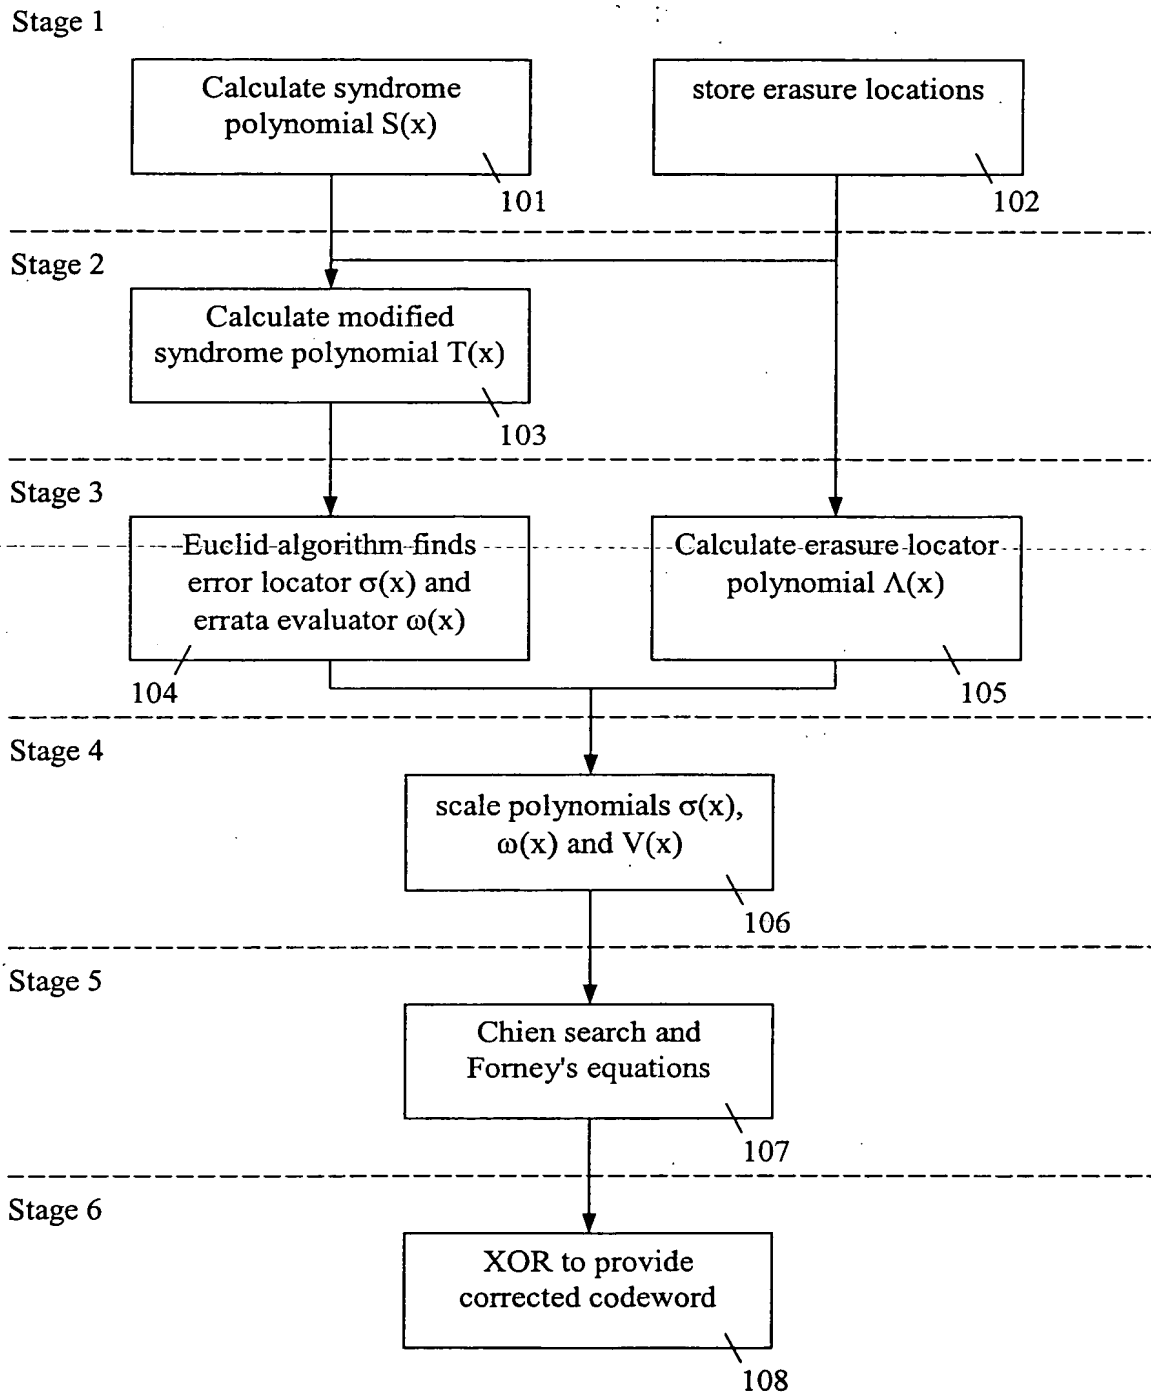 Stage 1
Calculate syndrome
polynomial S(x)
101
store erasure locations
102
Stage 2
Calculate modified
syndrome polynomial T(x)
103
Stage 3
Euclid algorithm finds
error locator σ(x) and
errata evaluator ω(x)
104
Calculate erasure locator
polynomial Λ(x)
105
Stage 4
scale polynomials σ(x),
ω(x) and V(x)
106
Stage 5
Chien search and
Forney's equations
107
Stage 6
XOR to provide
corrected codeword
108